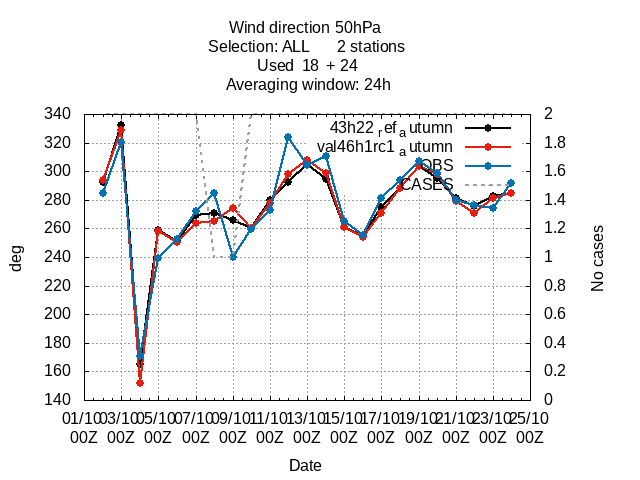 Wind direction 50hPa
Selection: ALL 2 stations
Used 18 + 24
Averaging window: 24h
43h22 ref autumn
val46h1rc1 autumn
OBS
CASES
340
320
300
280
260
240
220
200
180
160
140
2
1.8
1.6
1.4
1.2
1
0.8
0.6
0.4
0.2
0
deg
No cases
01/10 03/10 05/10 07/10 09/10 11/10 13/10 15/10 17/10 19/10 21/10 23/10 25/10
00Z 00Z 00Z 00Z 00Z 00Z 00Z 00Z 00Z 00Z 00Z 00Z 00Z
Date